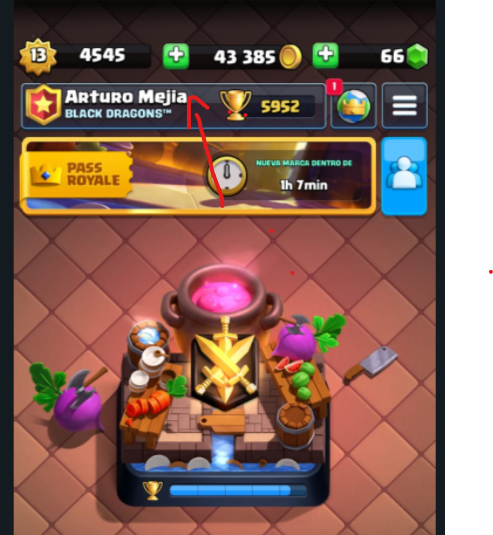 13 4545 43 385 66
Arturo Mejia 5952 1
BLACK DRAGONS™
PASS
ROYALE
NUEVA MARCA DENTRO DE
1h 7min